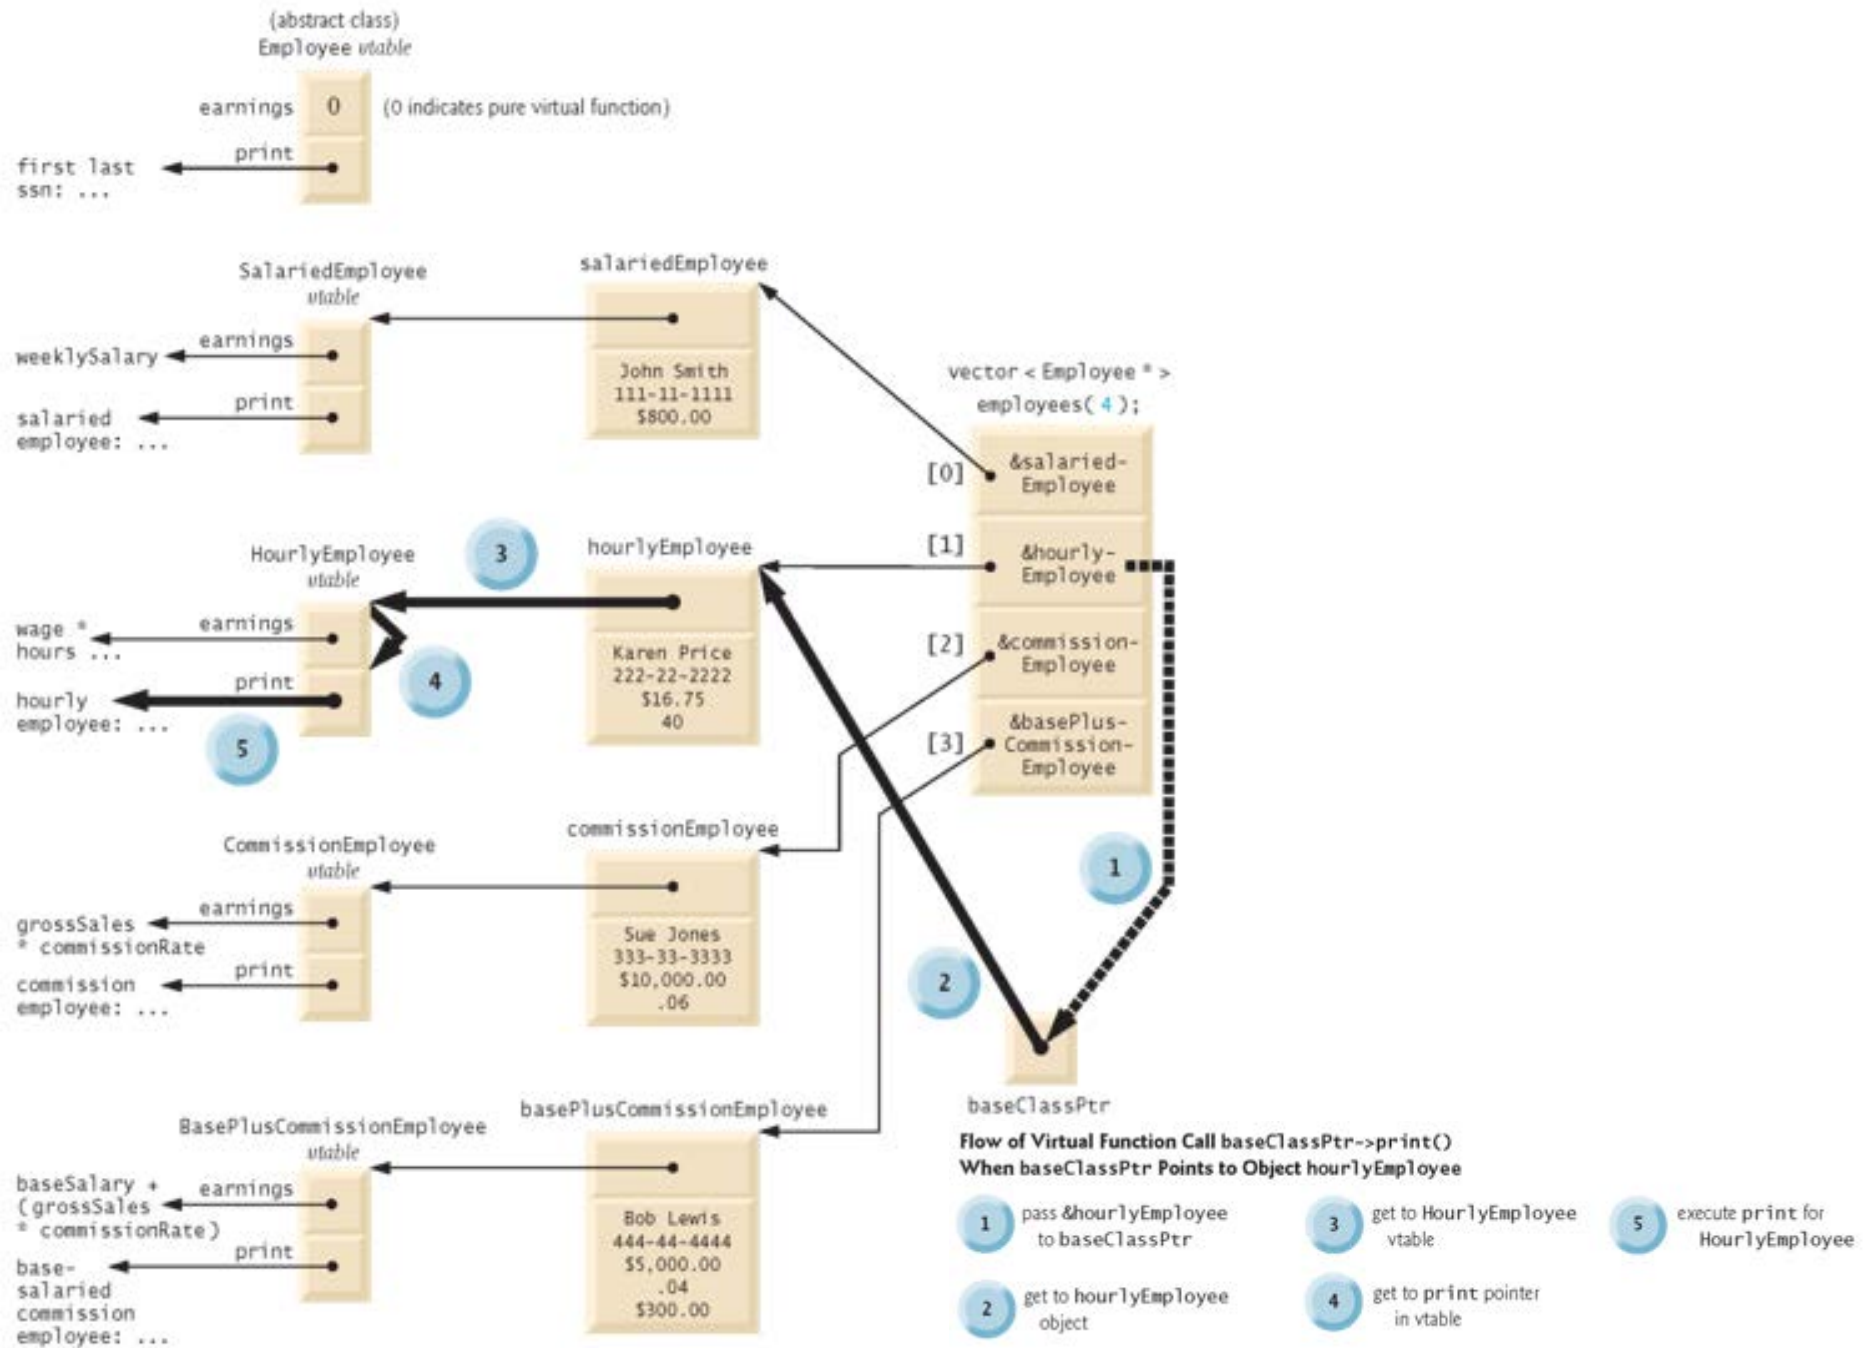 (abstract class)
Employee vtable
earnings
0
(0 indicates pure virtual function)
print
first last
ssn: ...
SalariedEmployee
vtable
earnings
weeklySalary
print
salaried
employee: ...
salariedEmployee
John Smith
111-11-1111
$800.00
vector < Employee * >
employees( 4 );
[0]
&salaried-
Employee
[1]
&hourly-
Employee
[2]
&commission-
Employee
[3]
&basePlus-
Commission-
Employee
HourlyEmployee
vtable
3
earnings
wage *
hours ...
4
print
hourly
employee: ...
5
hourlyEmployee
Karen Price
222-22-2222
$16.75
40
CommissionEmployee
vtable
earnings
grossSales
* commissionRate
print
commission
employee: ...
commissionEmployee
Sue Jones
333-33-3333
$10,000.00
.06
1
2
BasePlusCommissionEmployee
vtable
earnings
baseSalary +
(grossSales
* commissionRate)
print
base-
salaried
commission
employee: ...
basePlusCommissionEmployee
Bob Lewis
444-44-4444
$5,000.00
.04
$300.00
baseClassPtr
Flow of Virtual Function Call baseClassPtr->print()
When baseClassPtr Points to Object hourlyEmployee
1 pass &hourlyEmployee
to baseClassPtr
2 get to hourlyEmployee
object
3 get to HourlyEmployee
vtable
4 get to print pointer
in vtable
5 execute print for
HourlyEmployee